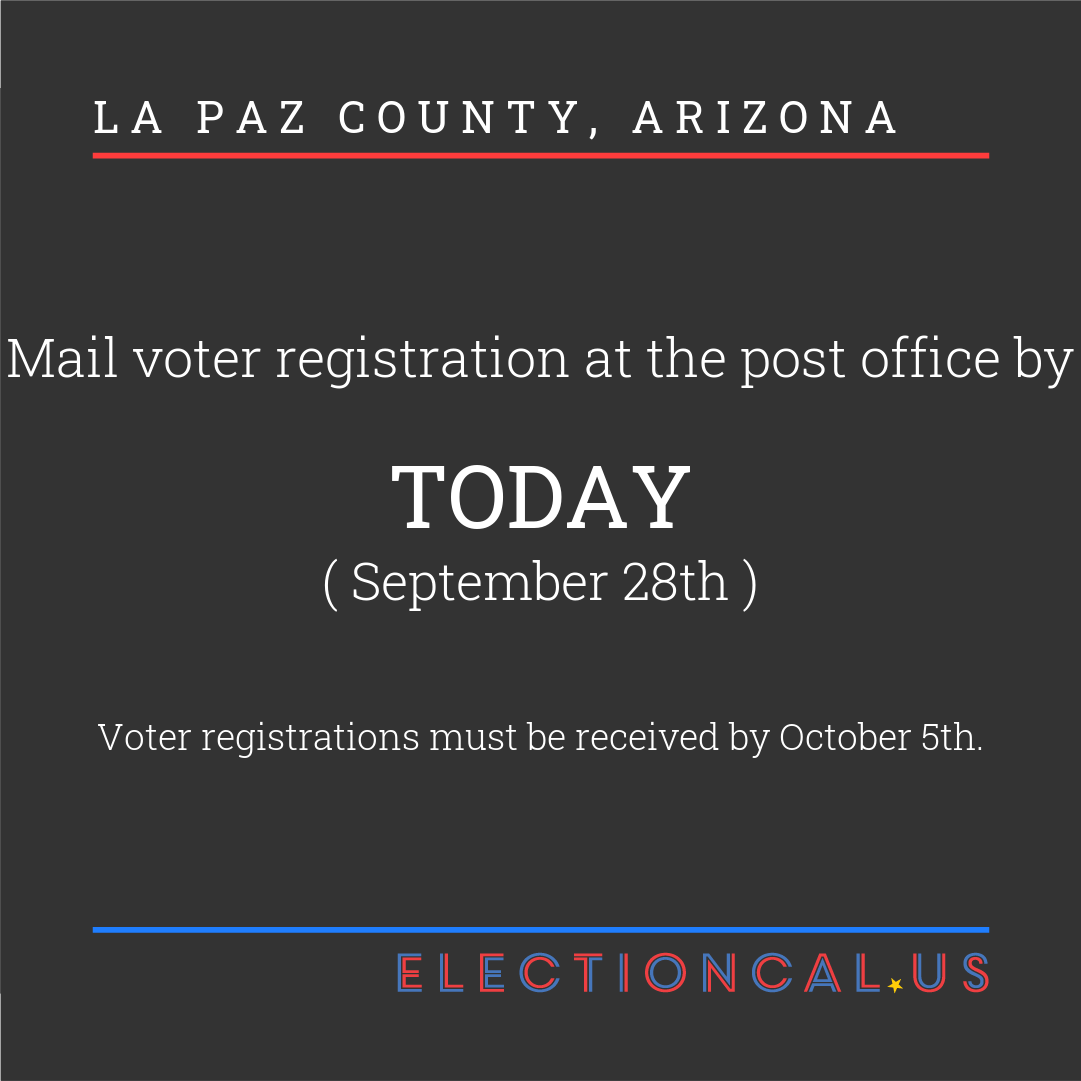 LA PAZ COUNTY, ARIZONA
Mail voter registration at the post office by
TODAY
( September 28th )
Voter registrations must be received by October 5th.
ELECTIONCAL.US